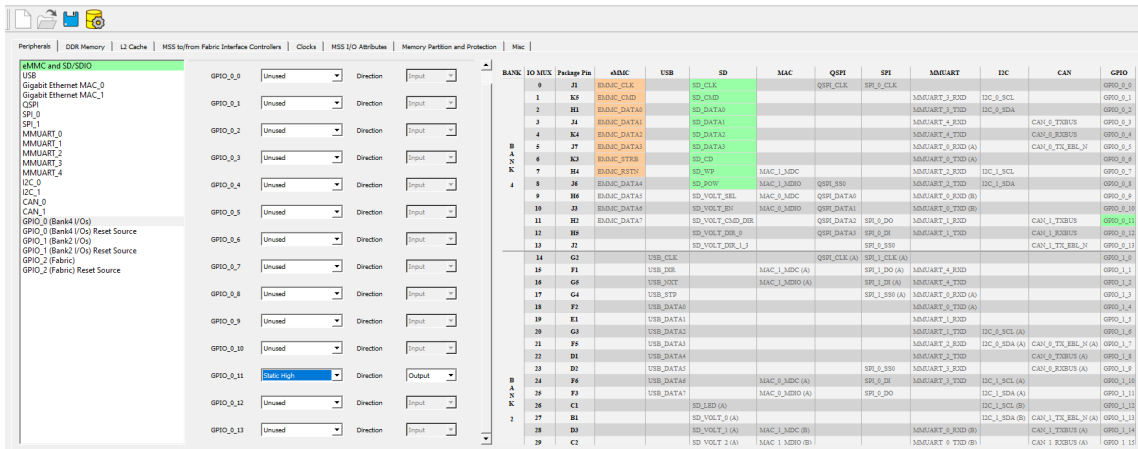 Peripherals DDR Memory L2 Cache MSS to/from Fabric Interface Controllers Clocks MSS I/O Attributes Memory Partition and Protection Misc
eMMC and SD/SDIO
USB
Gigabit Ethernet MAC_0
Gigabit Ethernet MAC_1
QSPI
SPI_0
SPI_1
MMUART_0
MMUART_1
MMUART_2
MMUART_3
MMUART_4
I2C_0
I2C_1
CAN_0
CAN_1
GPIO_0 (Bank4 I/Os)
GPIO_0 (Bank4 I/Os) Reset Source
GPIO_1 (Bank2 I/Os)
GPIO_1 (Bank2 I/Os) Reset Source
GPIO_2 (Fabric)
GPIO_2 (Fabric) Reset Source
GPIO_0_0 Unused Direction Input
GPIO_0_1 Unused Direction Input
GPIO_0_2 Unused Direction Input
GPIO_0_3 Unused Direction Input
GPIO_0_4 Unused Direction Input
GPIO_0_5 Unused Direction Input
GPIO_0_6 Unused Direction Input
GPIO_0_7 Unused Direction Input
GPIO_0_8 Unused Direction Input
GPIO_0_9 Unused Direction Input
GPIO_0_10 Unused Direction Input
GPIO_0_11 Static High Direction Output
GPIO_0_12 Unused Direction Input
GPIO_0_13 Unused Direction Input
BANK IO MUX Package Pin eMMC USB SD MAC QSPI SPI MMUART I2C CAN GPIO
BANK 4
0 J1 EMMC_CLK SD_CLK QSPI_CLK SPI_0_CLK GPIO_0_0
1 K5 EMMC_CMD SD_CMD MMUART_3_RXD I2C_0_SCL GPIO_0_1
2 H1 EMMC_DATA0 SD_DATA0 MMUART_3_TXD I2C_0_SDA GPIO_0_2
3 J4 EMMC_DATA1 SD_DATA1 MMUART_4_RXD CAN_0_TXBUS GPIO_0_3
4 K4 EMMC_DATA2 SD_DATA2 MMUART_4_TXD CAN_0_RXBUS GPIO_0_4
5 J7 EMMC_DATA3 SD_DATA3 MMUART_0_RXD (A) CAN_0_TX_EBL_N GPIO_0_5
6 K3 EMMC_STRB SD_CD MMUART_0_TXD (A) GPIO_0_6
7 H4 EMMC_RSTN SD_WP MAC_1_MDC MMUART_2_RXD I2C_1_SCL GPIO_0_7
8 J6 EMMC_DATA4 SD_POW MAC_1_MDIO QSPI_SS0 MMUART_2_TXD I2C_1_SDA GPIO_0_8
9 H6 EMMC_DATA5 SD_VOLT_SEL MAC_0_MDC QSPI_DATA0 MMUART_0_RXD (B) GPIO_0_9
10 J3 EMMC_DATA6 SD_VOLT_EN MAC_0_MDIO QSPI_DATA1 MMUART_0_TXD (B) GPIO_0_10
11 H2 EMMC_DATA7 SD_VOLT_CMD_DIR QSPI_DATA2 SPI_0_DO MMUART_1_RXD CAN_1_TXBUS GPIO_0_11
12 H5 SD_VOLT_DIR_0 QSPI_DATA3 SPI_0_DI MMUART_1_TXD CAN_1_RXBUS GPIO_0_12
13 J2 SD_VOLT_DIR_1_3 SPI_0_SS0 CAN_1_TX_EBL_N GPIO_0_13
BANK 2
14 G2 USB_CLK QSPI_CLK (A) SPI_1_CLK (A) GPIO_1_0
15 F1 USB_DIR MAC_1_MDC (A) SPI_1_DO (A) MMUART_4_RXD GPIO_1_1
16 G5 USB_NXT MAC_1_MDIO (A) SPI_1_DI (A) MMUART_4_TXD GPIO_1_2
17 G4 USB_STP SPI_1_SS0 (A) MMUART_0_RXD (A) GPIO_1_3
18 F2 USB_DATA0 MMUART_0_TXD (A) GPIO_1_4
19 E1 USB_DATA1 MMUART_1_RXD GPIO_1_5
20 G3 USB_DATA2 MMUART_1_TXD I2C_0_SCL (A) GPIO_1_6
21 F5 USB_DATA3 MMUART_2_RXD I2C_0_SDA (A) CAN_0_TX_EBL_N (A) GPIO_1_7
22 D1 USB_DATA4 MMUART_2_TXD CAN_0_TXBUS (A) GPIO_1_8
23 D2 USB_DATA5 SPI_0_SS0 MMUART_3_RXD CAN_0_RXBUS (A) GPIO_1_9
24 F6 USB_DATA6 MAC_0_MDC (A) SPI_0_DI MMUART_3_TXD I2C_1_SCL (A) GPIO_1_10
25 F3 USB_DATA7 MAC_0_MDIO (A) SPI_0_DO I2C_1_SDA (A) GPIO_1_11
26 C1 SD_LED (A) I2C_1_SCL (B) GPIO_1_12
27 B1 SD_VOLT_0 (A) I2C_1_SDA (B) CAN_1_TX_EBL_N (A) GPIO_1_13
28 D3 SD_VOLT_1 (A) MAC_1_MDC (B) MMUART_0_RXD (B) CAN_1_TXBUS (A) GPIO_1_14
29 C2 SD_VOLT_2 (A) MAC_1_MDIO (B) MMUART_0_TXD (B) CAN_1_RXBUS (A) GPIO_1_15